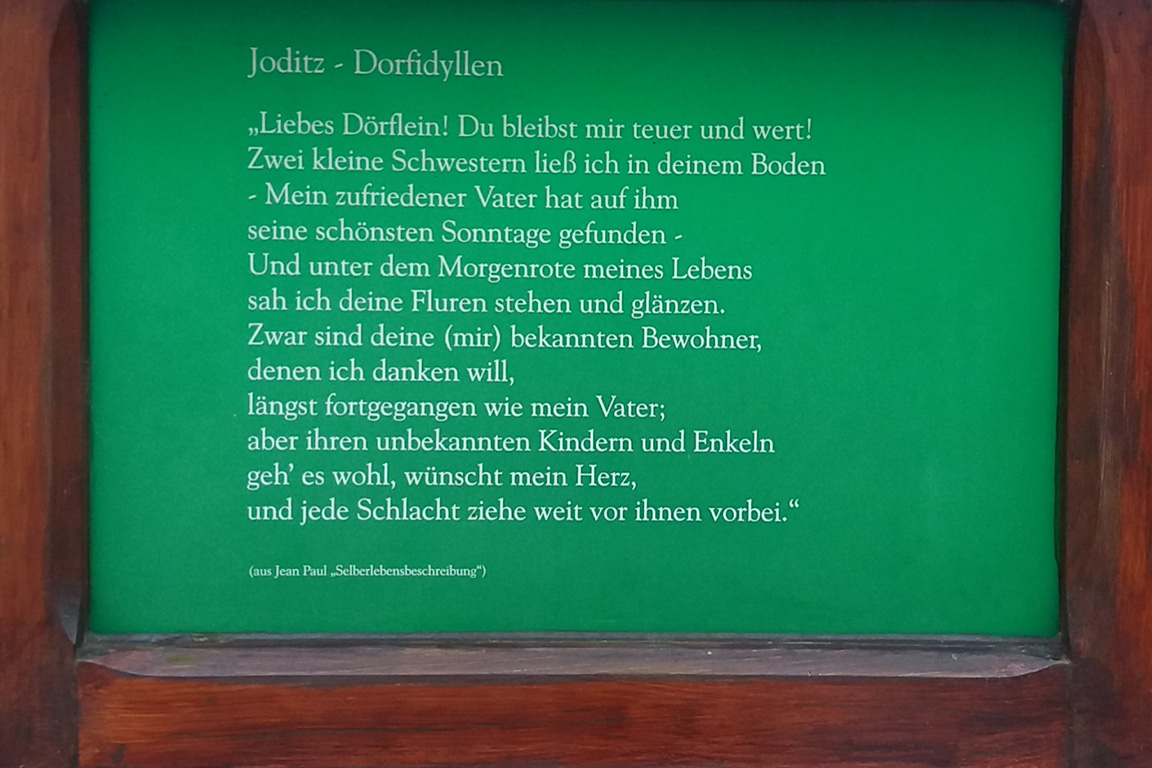 Joditz - Dorfidyllen
„Liebes Dörflein! Du bleibst mir teuer und wert!
Zwei kleine Schwestern ließ ich in deinem Boden
- Mein zufriedener Vater hat auf ihm
seine schönsten Sonntage gefunden -
Und unter dem Morgenrote meines Lebens
sah ich deine Fluren stehen und glänzen.
Zwar sind deine (mir) bekannten Bewohner,
denen ich danken will,
längst fortgegangen wie mein Vater;
aber ihren unbekannten Kindern und Enkeln
geh’ es wohl, wünscht mein Herz,
und jede Schlacht ziehe weit vor ihnen vorbei.“
(aus Jean Paul „Selberlebensbeschreibung“)